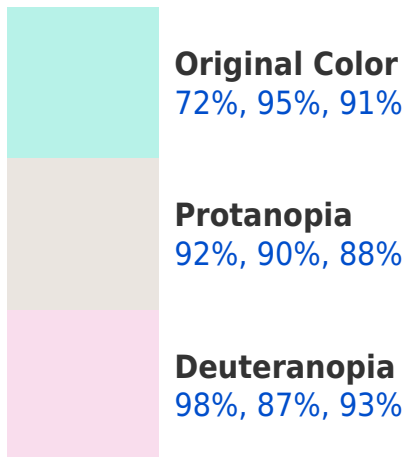 Original Color
72%, 95%, 91%
Protanopia
92%, 90%, 88%
Deuteranopia
98%, 87%, 93%